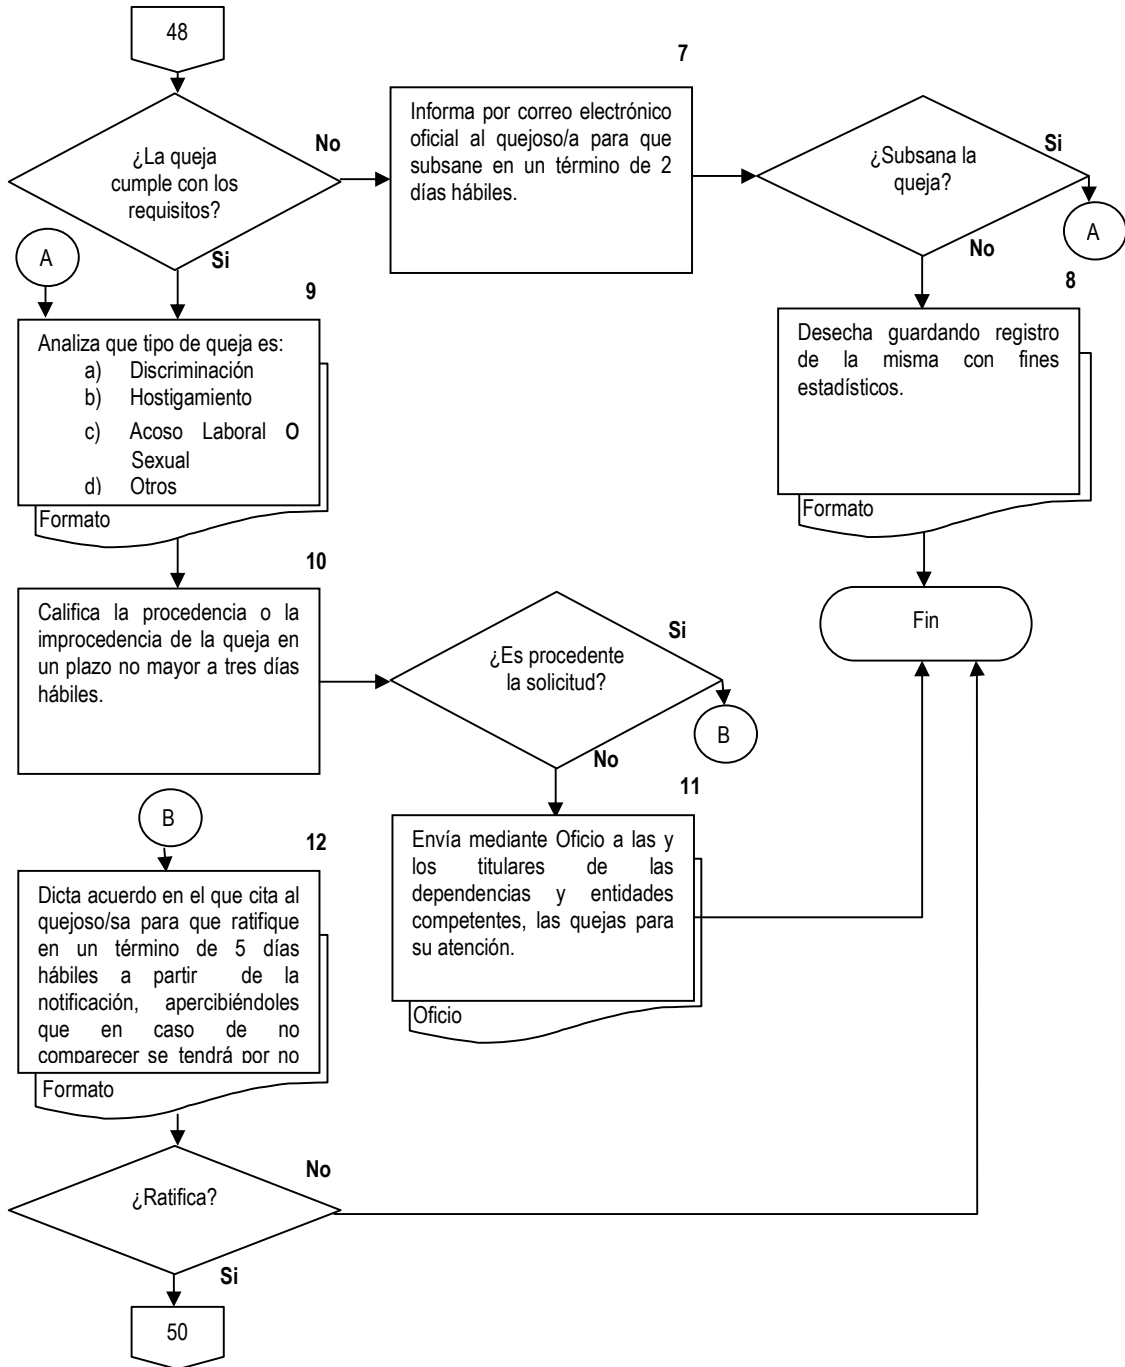 48
7
¿La queja
cumple con los
requisitos?
No
Informa por correo electrónico
oficial al quejoso/a para que
subsane en un término de 2
días hábiles.
¿Subsana la
queja?
Si
A
No
A
Si
9
8
Analiza que tipo de queja es:
a) Discriminación
b) Hostigamiento
c) Acoso Laboral O
Sexual
d) Otros
Formato
Desecha guardando registro
de la misma con fines
estadísticos.
Formato
10
Califica la procedencia o la
improcedencia de la queja en
un plazo no mayor a tres días
hábiles.
¿Es procedente
la solicitud?
Si
B
No
Fin
11
Envía mediante Oficio a las y
los titulares de las
dependencias y entidades
competentes, las quejas para
su atención.
Oficio
B
12
Dicta acuerdo en el que cita al
quejoso/sa para que ratifique
en un término de 5 días
hábiles a partir de la
notificación, apercibiéndoles
que en caso de no
comparecer se tendrá por no
Formato
¿Ratifica?
No
Si
50